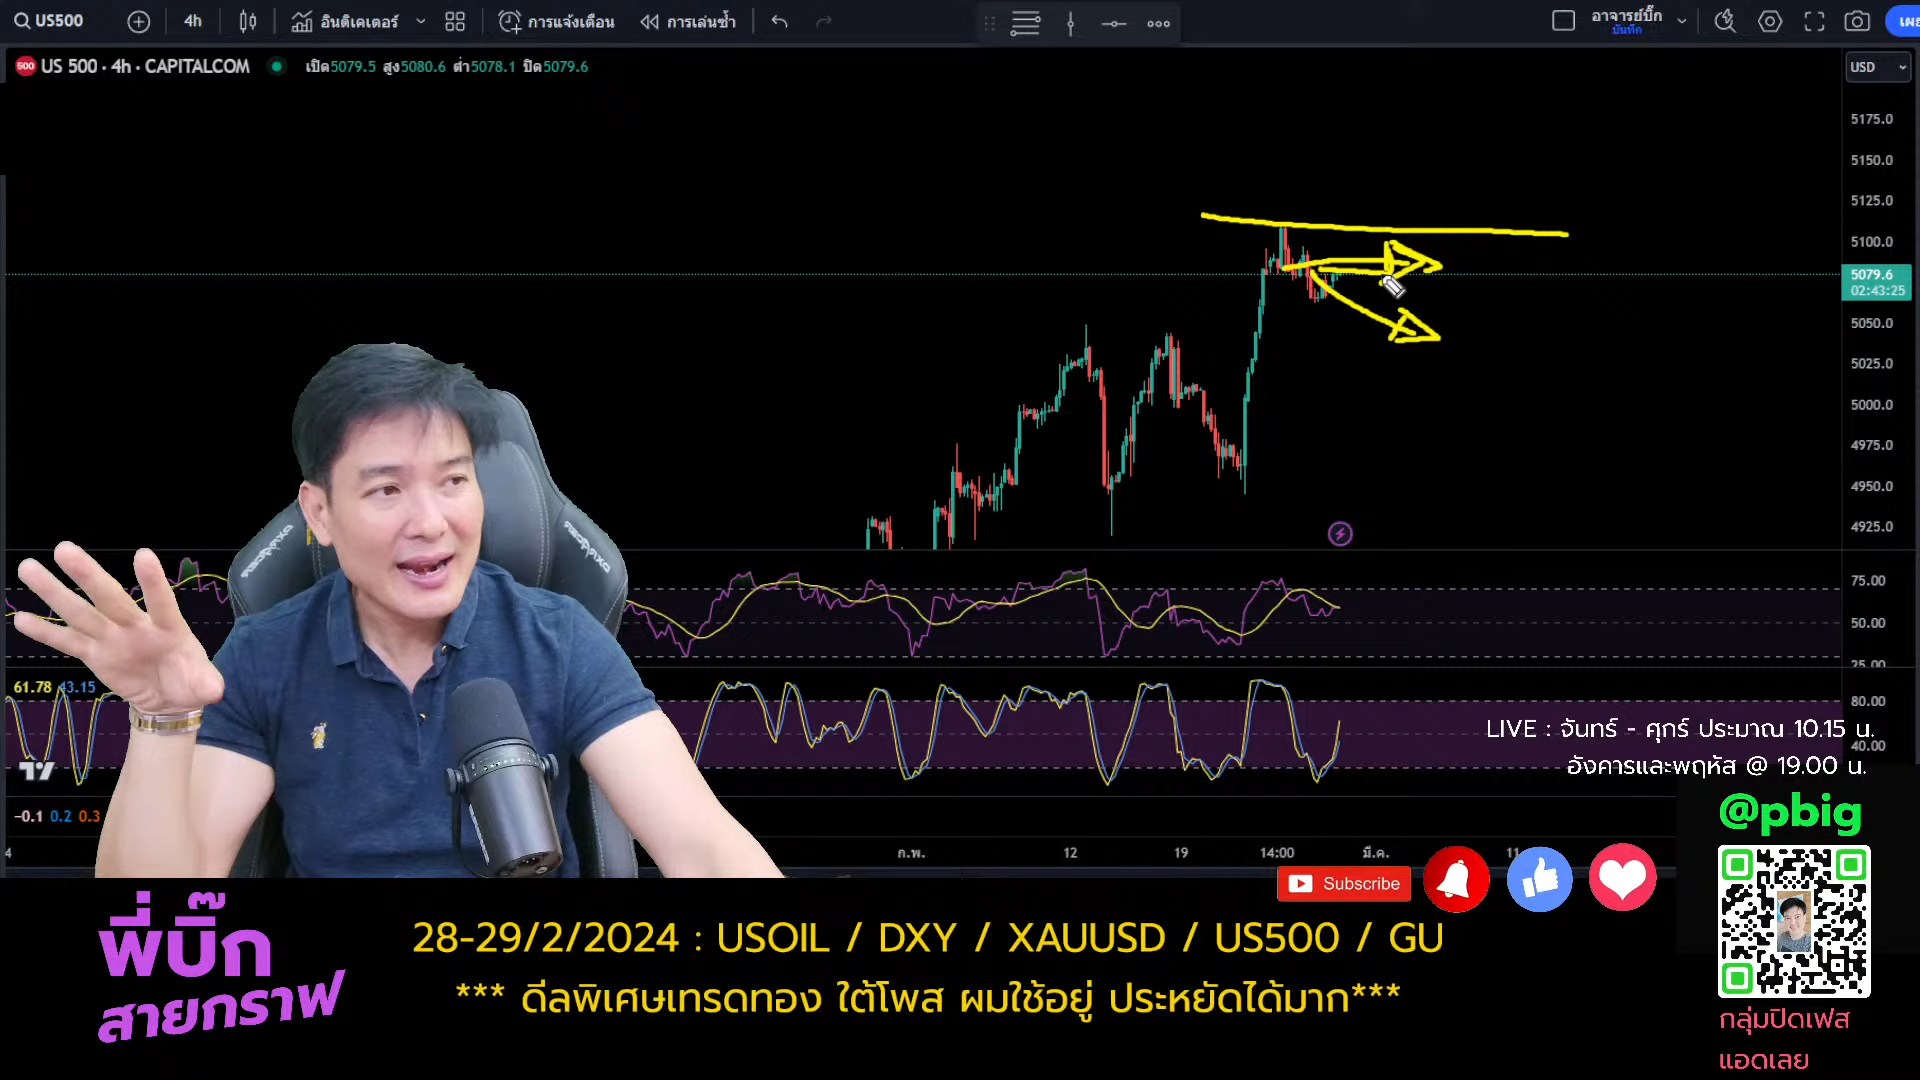 US500 4h อินดิเคเตอร์ การแจ้งเตือน การเล่นซ้ำ อาจารย์บิ๊ก
บันทึก
US 500 · 4h · CAPITALCOM เปิด5079.5 สูง5080.6 ต่ำ5078.1 ปิด5079.6
USD
5175.0
5150.0
5125.0
5100.0
5079.6
02:43:25
5050.0
5025.0
5000.0
4975.0
4950.0
4925.0
75.00
50.00
25.00
61.78 43.15
80.00
40.00
−0.1 0.2 0.3
4 ก.พ. 12 19 14:00 มี.ค. 11
LIVE : จันทร์ - ศุกร์ ประมาณ 10.15 น.
อังคารและพฤหัส @ 19.00 น.
@pbig
Subscribe
พี่บิ๊ก
สายกราฟ
28-29/2/2024 : USOIL / DXY / XAUUSD / US500 / GU
*** ดีลพิเศษเทรดทอง ใต้โพส ผมใช้อยู่ ประหยัดได้มาก***
กลุ่มปิดเฟส
แอดเลย